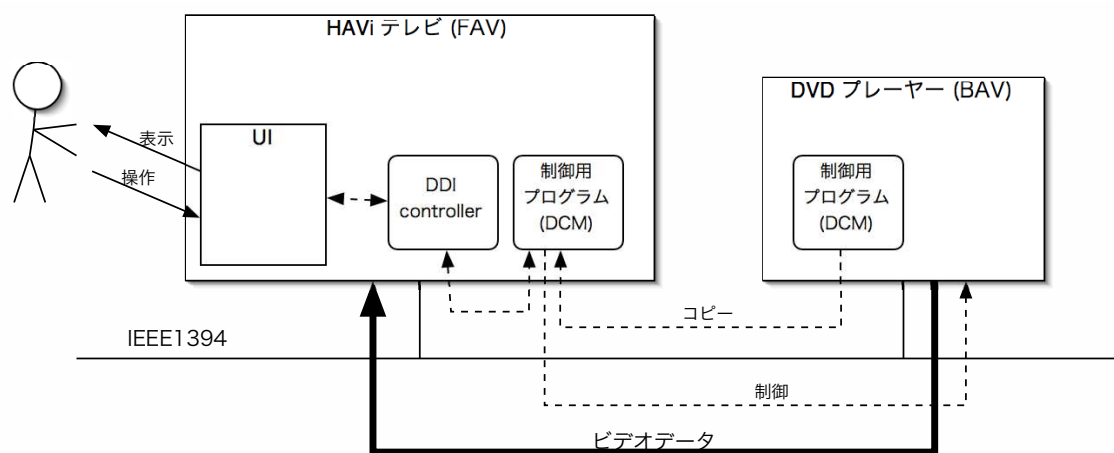 HAVi テレビ (FAV)
DVD プレーヤー (BAV)
UI
表示
操作
DDI
controller
制御用
プログラム
(DCM)
制御用
プログラム
(DCM)
コピー
IEEE1394
制御
ビデオデータ